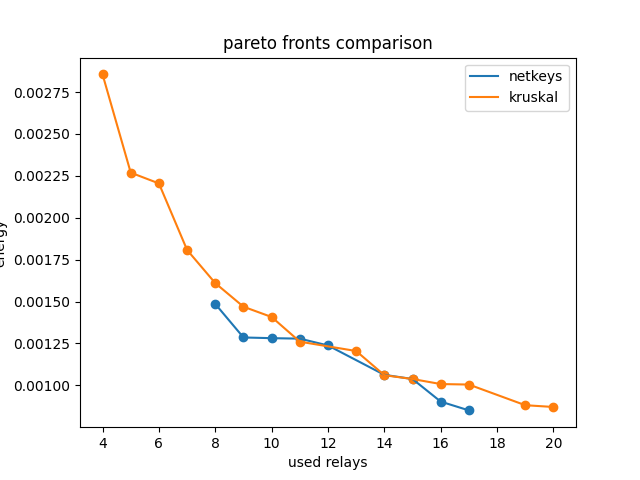 pareto fronts comparison
netkeys
kruskal
0.00275
0.00250
0.00225
0.00200
0.00175
0.00150
0.00125
0.00100
energy
4 6 8 10 12 14 16 18 20
used relays